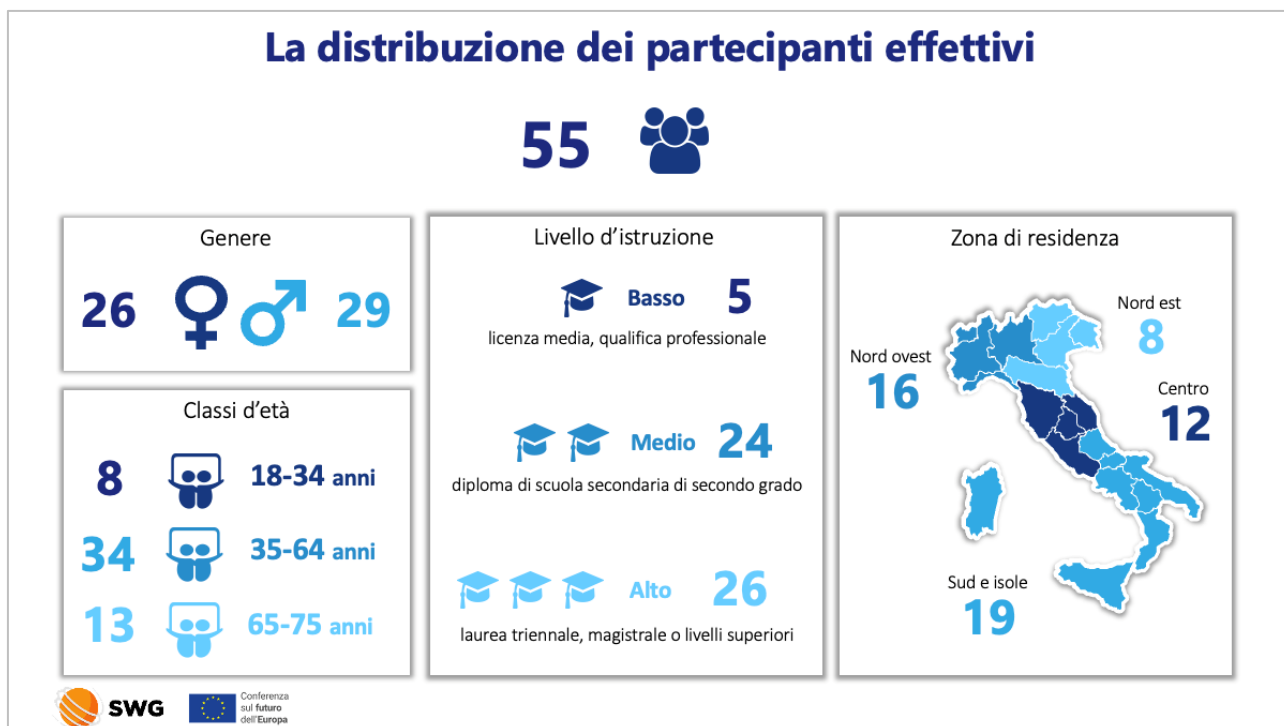 La distribuzione dei partecipanti effettivi
55
Genere
26
29
Classi d'età
8
18-34 anni
34
35-64 anni
13
65-75 anni
Livello d'istruzione
Basso 5
licenza media, qualifica professionale
Medio 24
diploma di scuola secondaria di secondo grado
Alto 26
laurea triennale, magistrale o livelli superiori
Zona di residenza
Nord est
8
Nord ovest
16
Centro
12
Sud e isole
19
SWG
Conferenza
sul futuro
dell'Europa